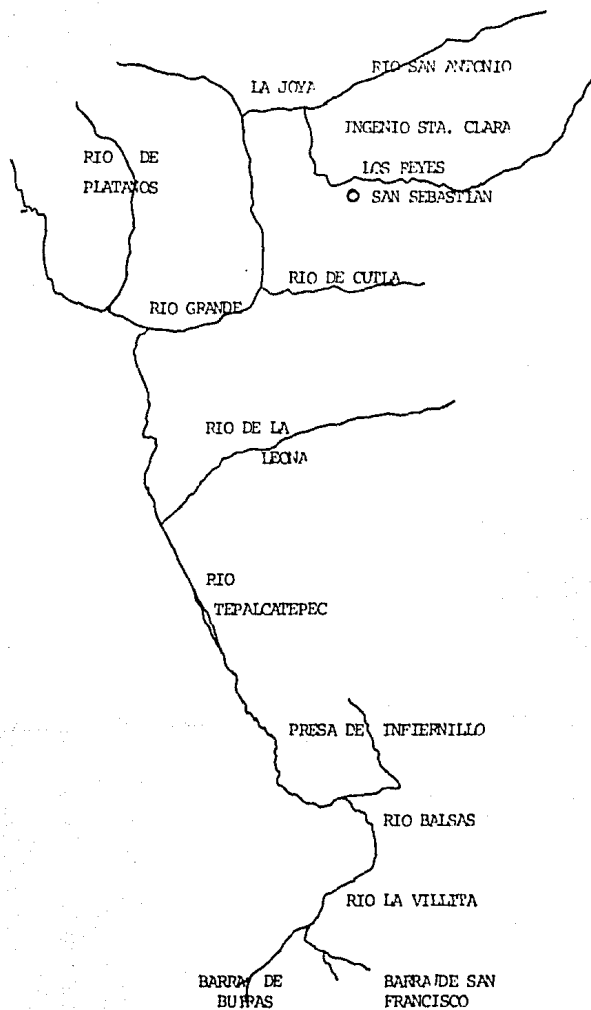 RIO SAN ANTONIO
LA JOYA
INGENIO STA. CLARA
RIO DE
PLATANOS
LOS REYES
SAN SEBASTIAN
RIO DE CUTLA
RIO GRANDE
RIO DE LA
LEONA
RIO
TEPALCATEPEC
PRESA DE INFIERNILLO
RIO BALSAS
RIO LA VILLITA
BARRA DE
BURRAS
BARRA DE SAN
FRANCISCO